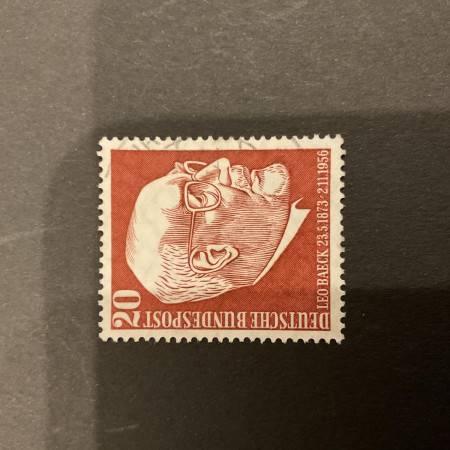 LEO BAECK 23.5.1873 - 2.11.1956
DEUTSCHE BUNDESPOST
20